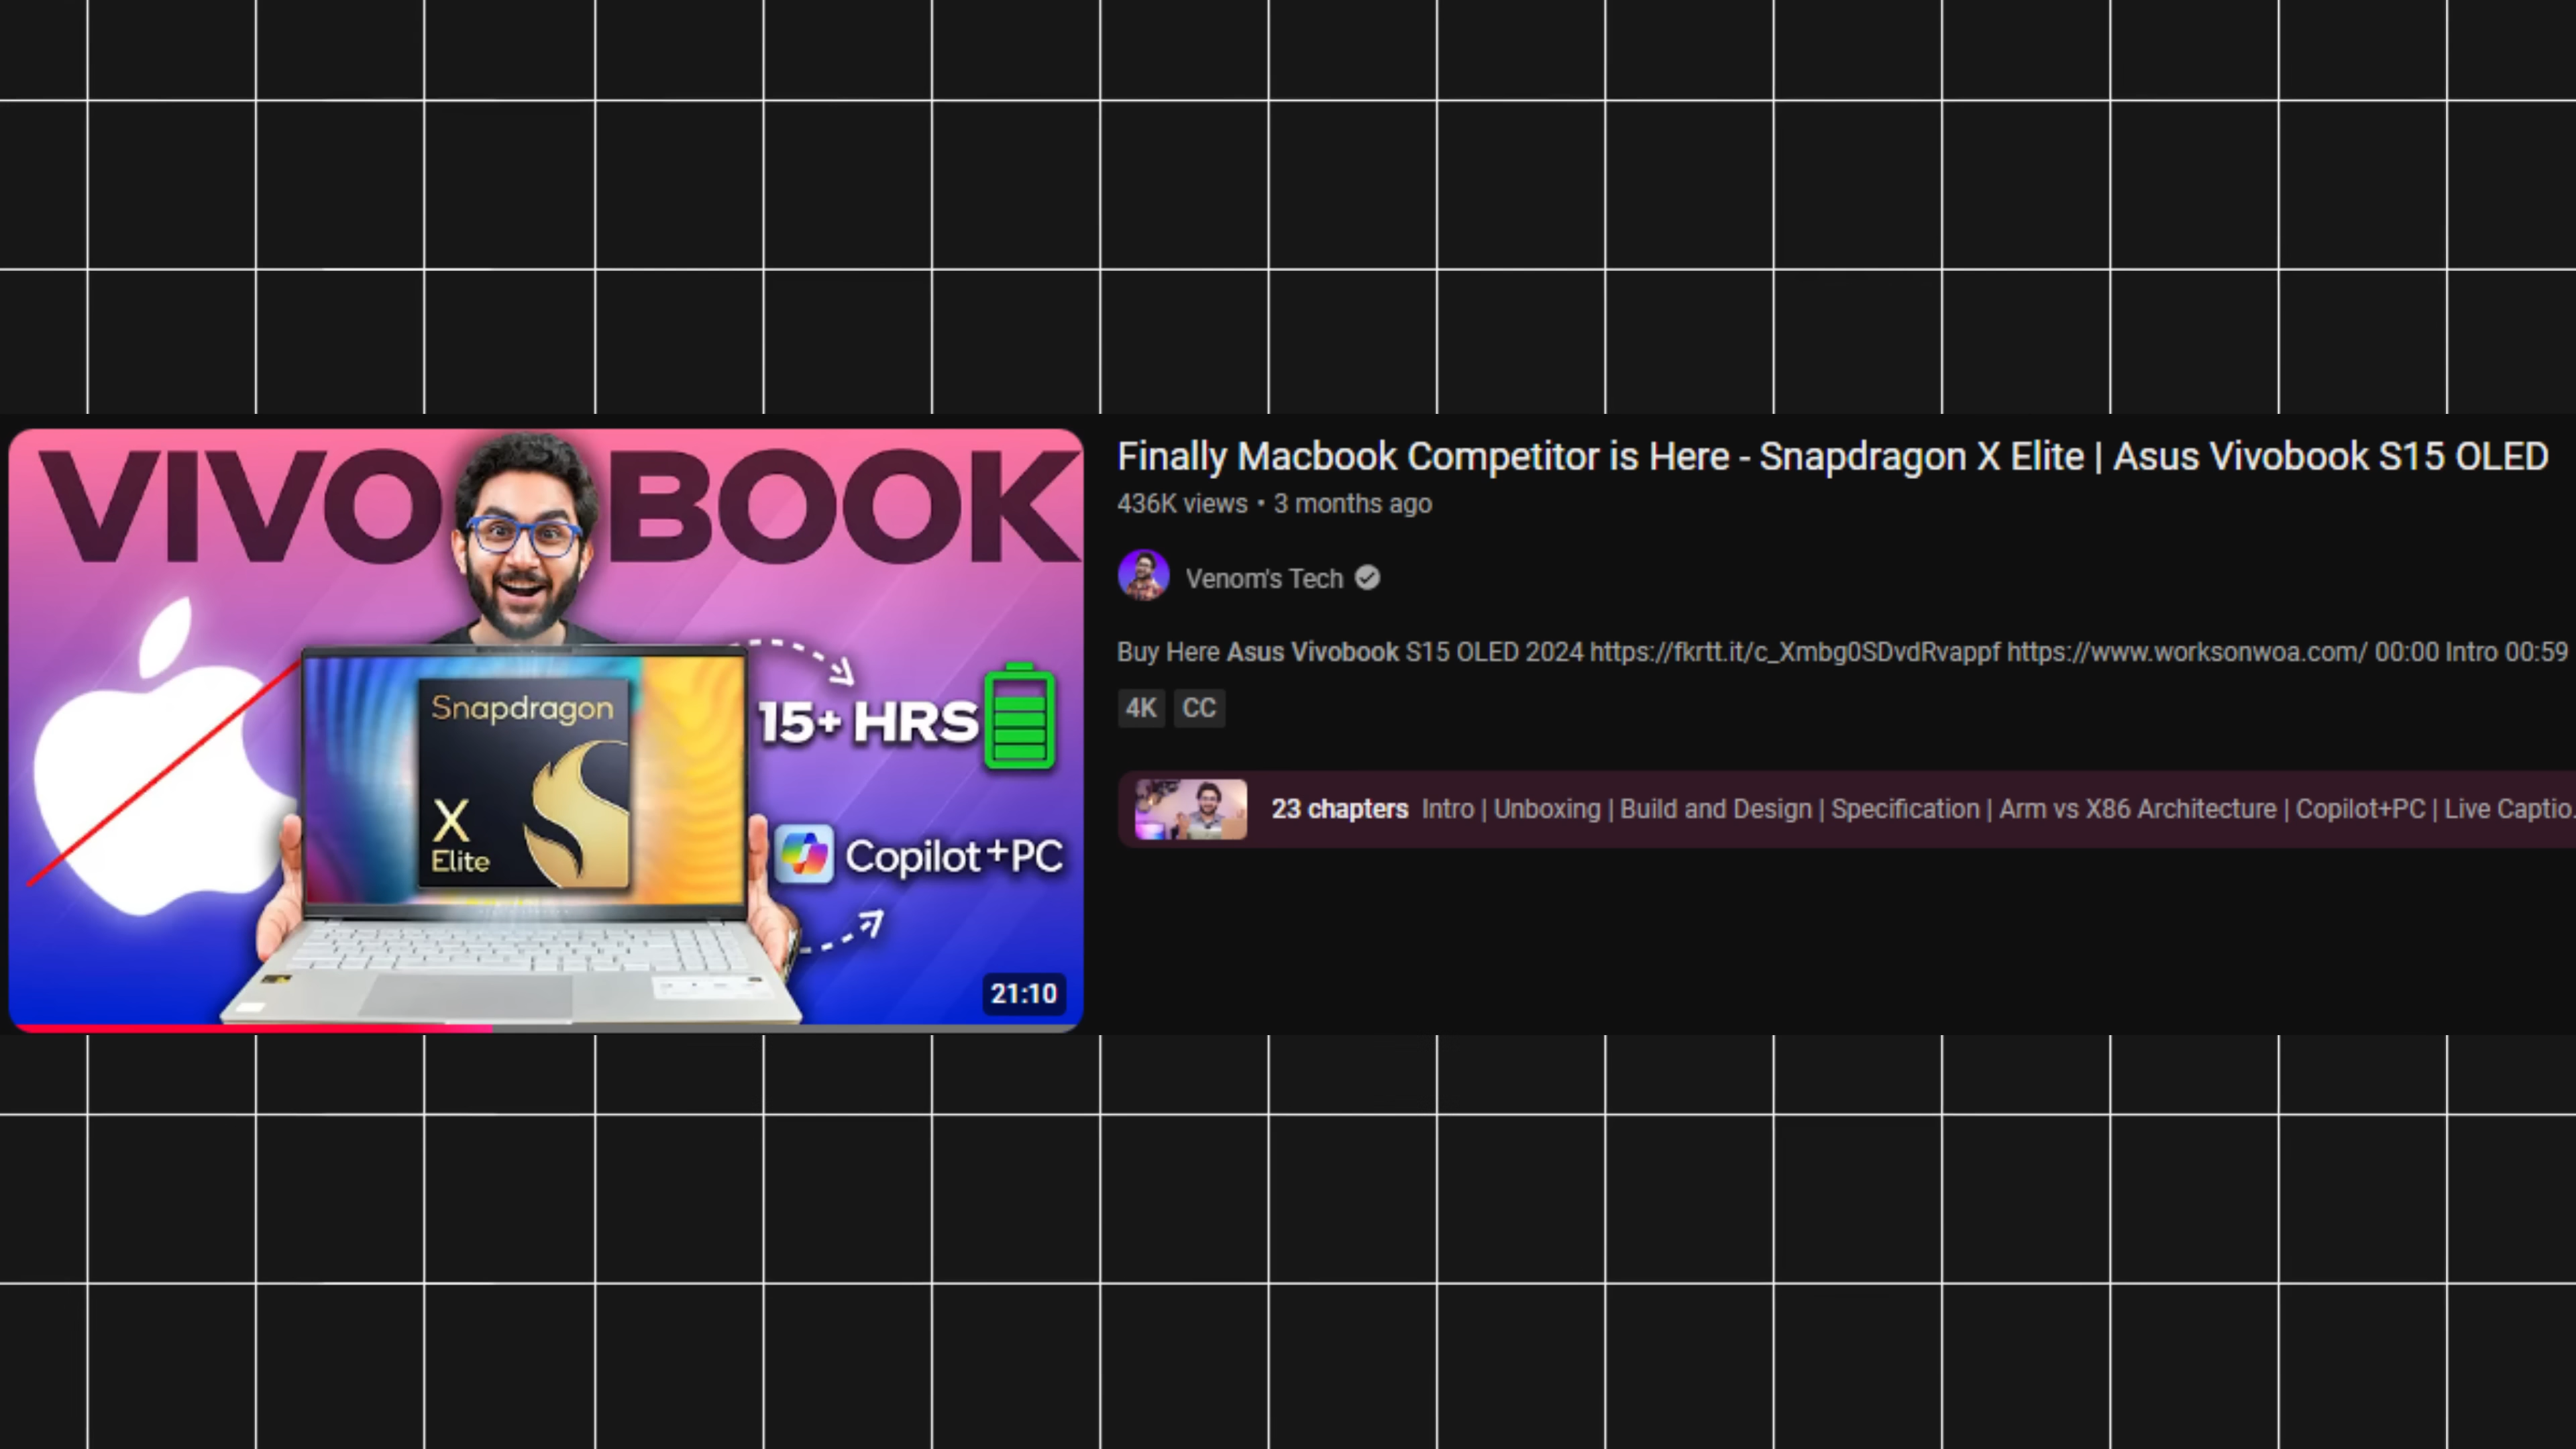 VIVOBOOK
Snapdragon
X
Elite
15+ HRS
Copilot+PC
21:10
Finally Macbook Competitor is Here - Snapdragon X Elite | Asus Vivobook S15 OLED
436K views • 3 months ago
Venom's Tech
Buy Here Asus Vivobook S15 OLED 2024 https://fkrtt.it/c_Xmbg0SDvdRvappf https://www.worksonwoa.com/ 00:00 Intro 00:59
4K CC
23 chapters Intro | Unboxing | Build and Design | Specification | Arm vs X86 Architecture | Copilot+PC | Live Captio...